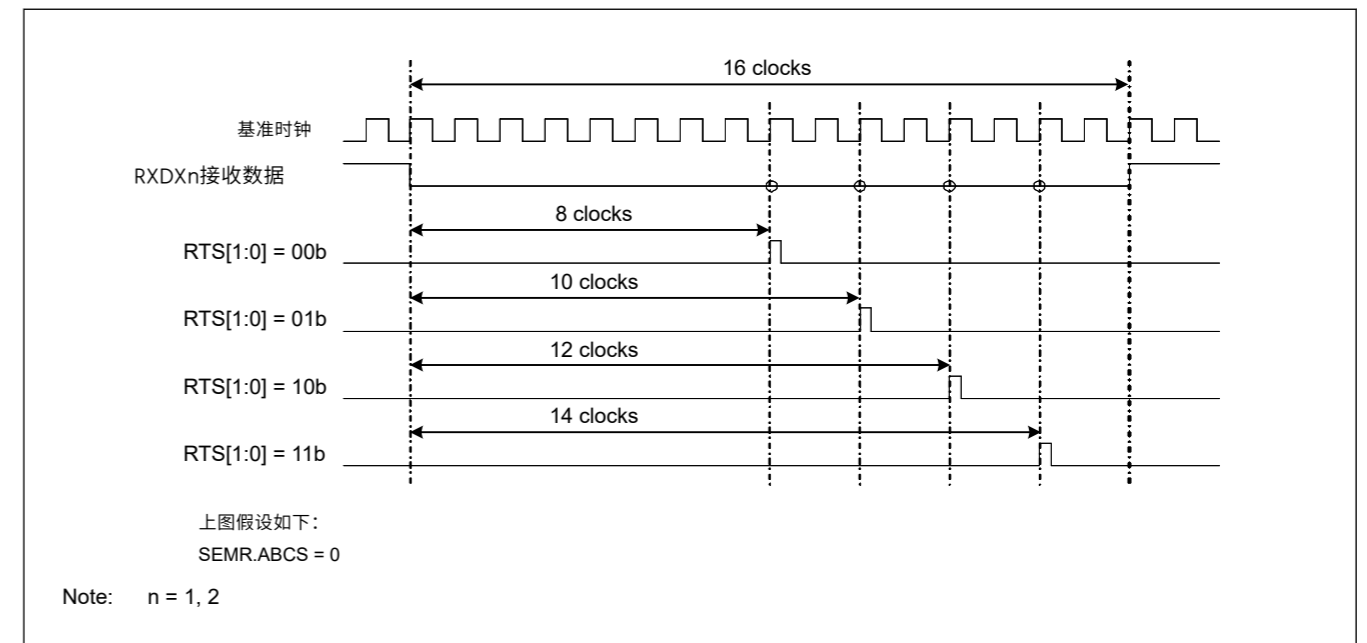 16 clocks
基准时钟
RXDXn接收数据
8 clocks
RTS[1:0] = 00b
10 clocks
RTS[1:0] = 01b
12 clocks
RTS[1:0] = 10b
14 clocks
RTS[1:0] = 11b
上图假设如下：
SEMR.ABCS = 0
Note: n = 1, 2